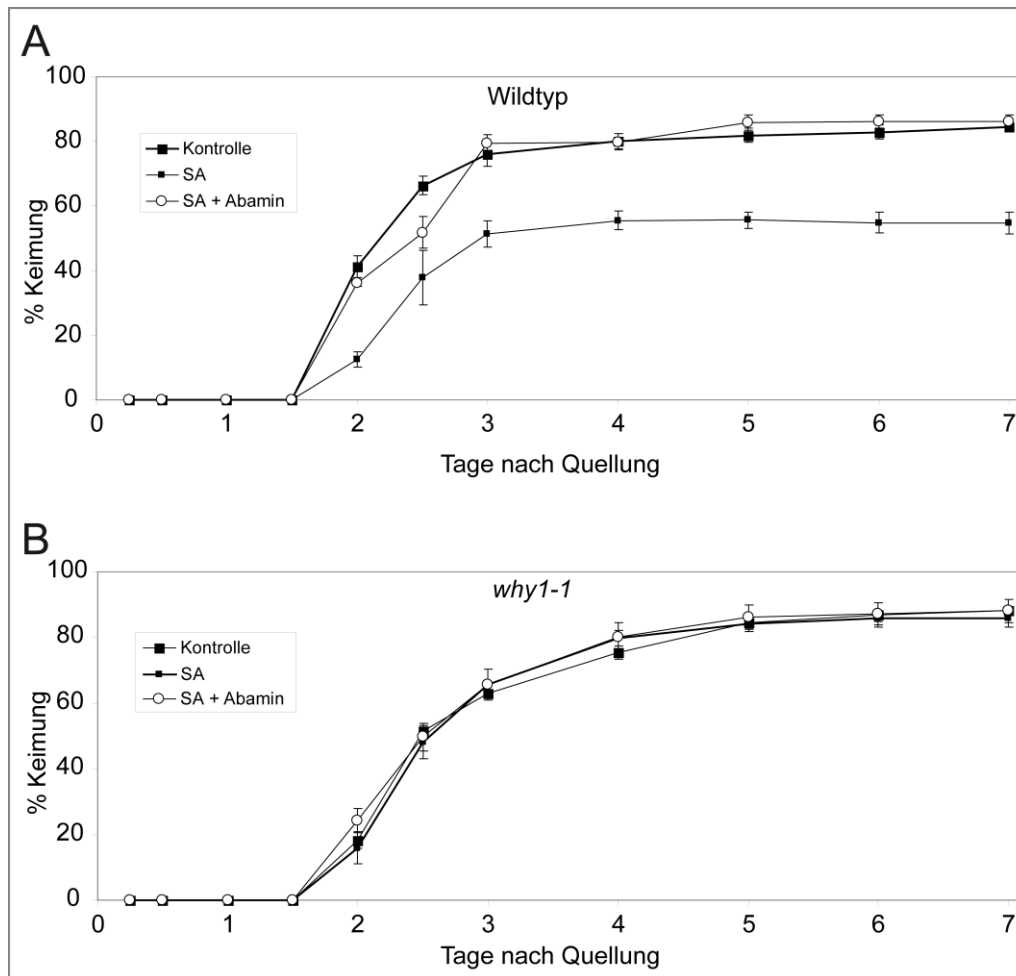 A
Wildtyp
100
80
60
40
20
0
% Keimung
Kontrolle
SA
SA + Abamin
0 1 2 3 4 5 6 7
Tage nach Quellung
B
why1-1
100
80
60
40
20
0
% Keimung
Kontrolle
SA
SA + Abamin
0 1 2 3 4 5 6 7
Tage nach Quellung